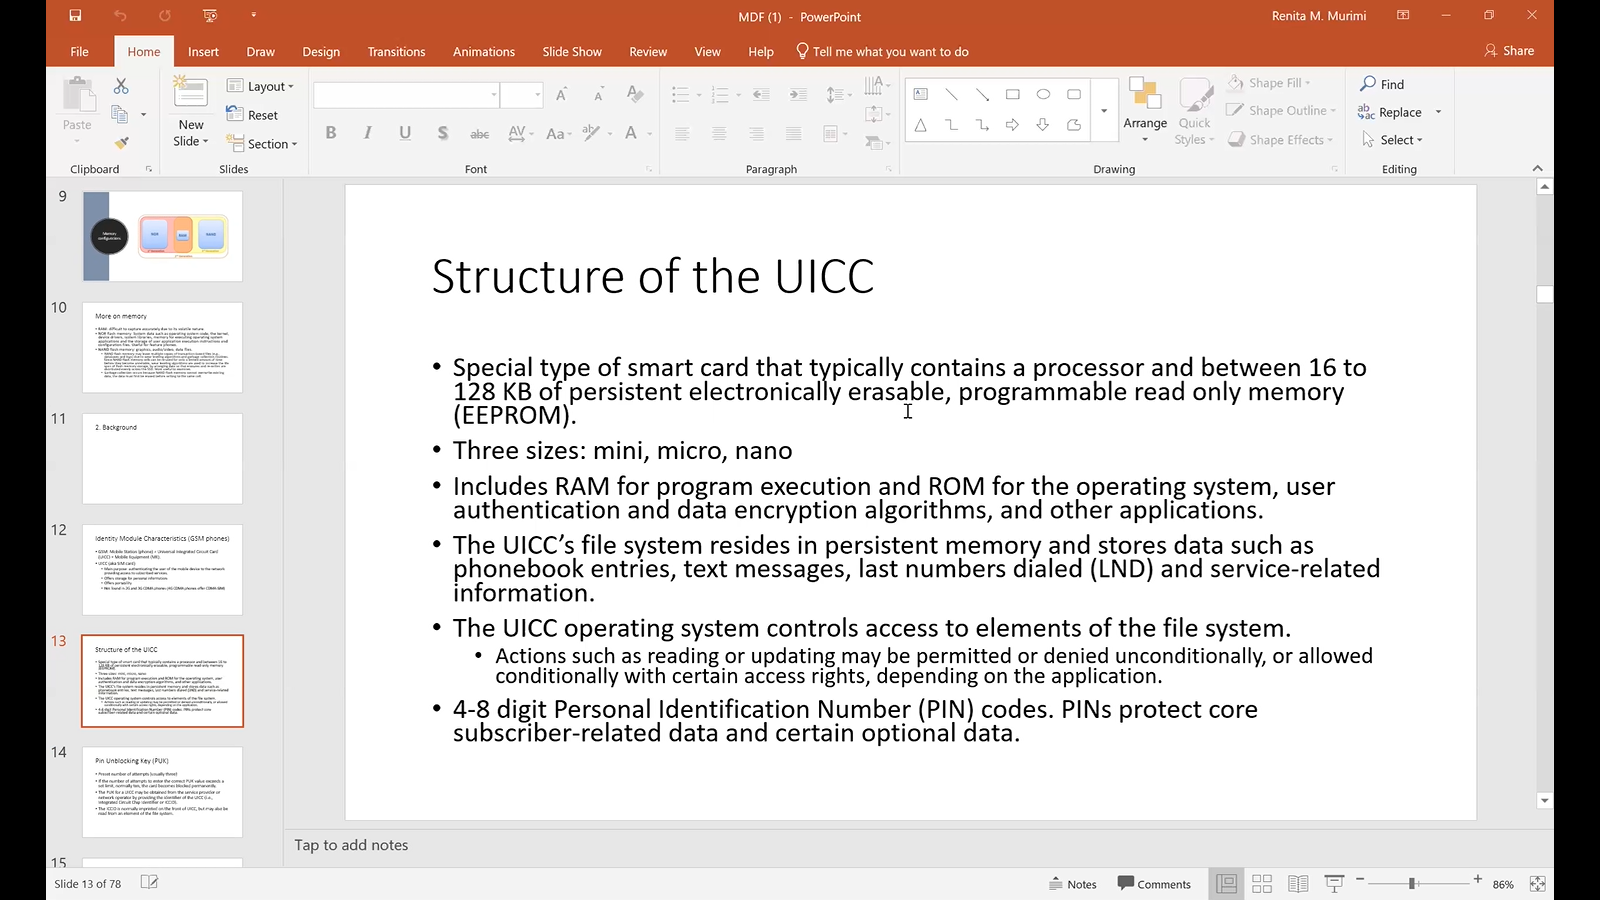 MDF (1) - PowerPoint
Renita M. Murimi
File Home Insert Draw Design Transitions Animations Slide Show Review View Help Tell me what you want to do Share
Paste
New
Slide
Layout
Reset
Section
B I U S abc AV Aa A
Arrange
Quick
Styles
Shape Fill
Shape Outline
Shape Effects
Find
Replace
Select
Clipboard Slides Font Paragraph Drawing Editing
9
10
More on memory
11
2. Background
12
Identity Module Characteristics (GSM phones)
13
Structure of the UICC
14
Pin Unblocking Key (PUK)
15
Structure of the UICC
• Special type of smart card that typically contains a processor and between 16 to
128 KB of persistent electronically erasable, programmable read only memory
(EEPROM).
• Three sizes: mini, micro, nano
• Includes RAM for program execution and ROM for the operating system, user
authentication and data encryption algorithms, and other applications.
• The UICC’s file system resides in persistent memory and stores data such as
phonebook entries, text messages, last numbers dialed (LND) and service-related
information.
• The UICC operating system controls access to elements of the file system.
• Actions such as reading or updating may be permitted or denied unconditionally, or allowed
conditionally with certain access rights, depending on the application.
• 4-8 digit Personal Identification Number (PIN) codes. PINs protect core
subscriber-related data and certain optional data.
Tap to add notes
Slide 13 of 78
Notes Comments 86%